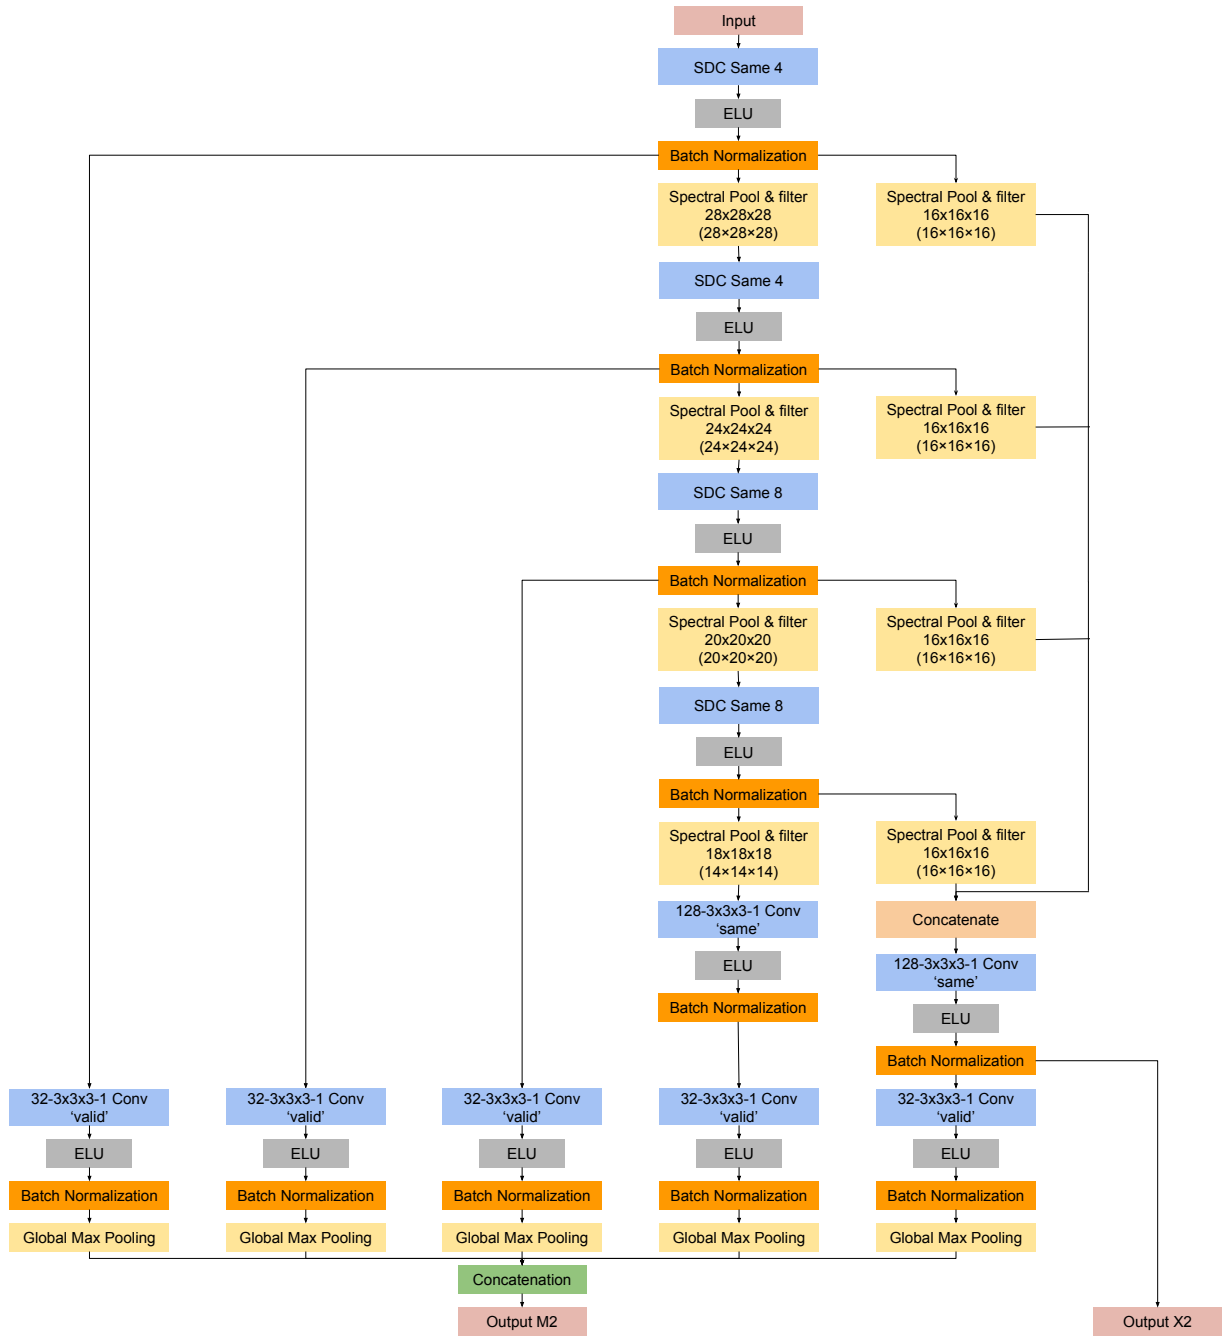 Input
SDC Same 4
ELU
Batch Normalization
Spectral Pool & filter
28x28x28
(28×28×28)
Spectral Pool & filter
16x16x16
(16×16×16)
SDC Same 4
ELU
Batch Normalization
Spectral Pool & filter
24x24x24
(24×24×24)
Spectral Pool & filter
16x16x16
(16×16×16)
SDC Same 8
ELU
Batch Normalization
Spectral Pool & filter
20x20x20
(20×20×20)
Spectral Pool & filter
16x16x16
(16×16×16)
SDC Same 8
ELU
Batch Normalization
Spectral Pool & filter
18x18x18
(14×14×14)
Spectral Pool & filter
16x16x16
(16×16×16)
128-3x3x3-1 Conv
‘same’
Concatenate
ELU
128-3x3x3-1 Conv
‘same’
Batch Normalization
ELU
Batch Normalization
32-3x3x3-1 Conv
‘valid’
32-3x3x3-1 Conv
‘valid’
32-3x3x3-1 Conv
‘valid’
32-3x3x3-1 Conv
‘valid’
32-3x3x3-1 Conv
‘valid’
ELU
ELU
ELU
ELU
ELU
Batch Normalization
Batch Normalization
Batch Normalization
Batch Normalization
Batch Normalization
Global Max Pooling
Global Max Pooling
Global Max Pooling
Global Max Pooling
Global Max Pooling
Concatenation
Output M2
Output X2